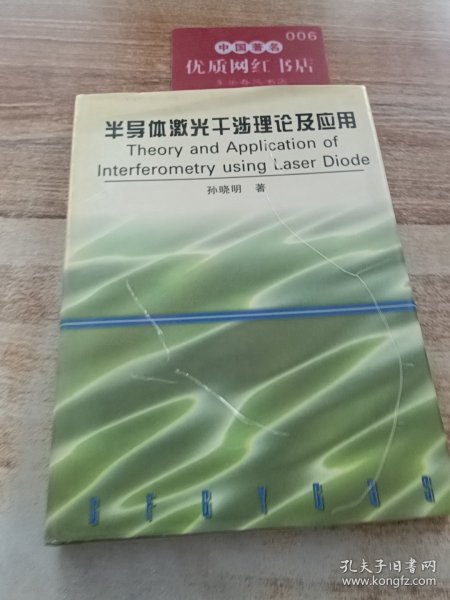 006
中国著名
优质网红书店
半导体激光干涉理论及应用
Theory and Application of
Interferometry using Laser Diode
孙晓明 著
孔夫子旧书网
www.kongfz.com